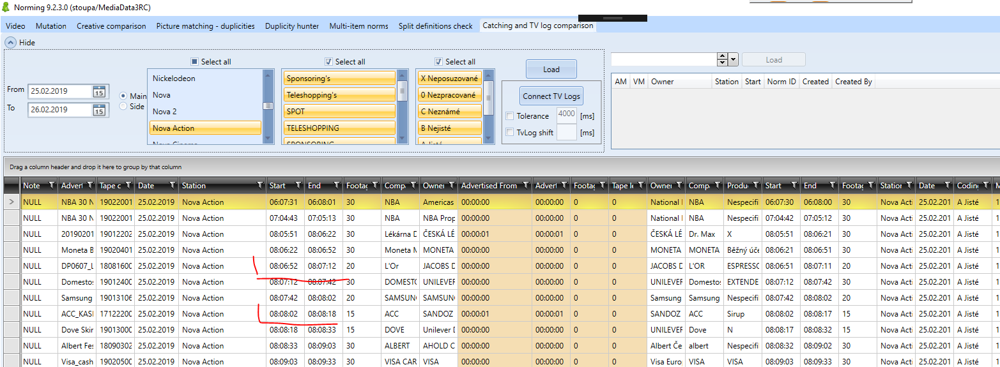 Norming 9.2.3.0 (stoupa/MediaData3RC)
Video Mutation Creative comparison Picture matching - duplicities Duplicity hunter Multi-item norms Split definitions check Catching and TV log comparison
Hide
Select all Select all Select all
Load Load
Nickelodeon Sponsoring's X Neposuzované
AM VM Owner Station Start Norm ID Created Created By
From 25.02.2019 15 Main Nova Teleshopping's 0 Nezpracované Connect TV Logs
To 26.02.2019 15 Side Nova 2 SPOT C Neznámé Tolerance 4000 [ms]
Nova Action TELESHOPPING B Nejisté TvLog shift [ms]
Nova Cinema SPONSORING A Jisté
Drag a column header and drop it here to group by that column
Note Advert Tape c Date Station Start End Footag Compa Owner Advertised From Advert Footag Tape le Owner Compa Produc Start End Footag Station Date Coding M
NULL NBA 30 N 19022001 25.02.2019 Nova Action 06:07:31 06:08:01 30 NBA Americas 00:00:00 00:00:00 0 0 National I NBA Nespecifil 06:07:30 06:08:00 30 Nova Acti 25.02.201 A Jisté 1
NULL NBA 30 N 19022001 25.02.2019 Nova Action 07:04:43 07:05:13 30 NBA NBA Prop 00:00:00 00:00:00 0 0 National I NBA Nespecifil 07:04:42 07:05:12 30 Nova Acti 25.02.201 A Jisté 1
NULL 20190201 19012202 25.02.2019 Nova Action 08:05:51 08:06:22 30 Lékárna D ČESKÁ LÉ 00:00:01 00:00:01 0 0 ČESKÁ LÉ Dr. Max X 08:05:51 08:06:21 30 Nova Acti 25.02.201 A Jisté 1
NULL Moneta B 19020401 25.02.2019 Nova Action 08:06:22 08:06:52 30 Moneta M MONETA 00:00:00 00:00:00 0 0 MONETA MONETA Běžný úče 08:06:21 08:06:51 30 Nova Acti 25.02.201 A Jisté 1
NULL DP0607_L 18081600 25.02.2019 Nova Action 08:06:52 08:07:12 20 L'Or JACOBS D 00:00:00 00:00:00 0 0 JACOBS D L'OR ESPRESSO 08:06:51 08:07:11 20 Nova Acti 25.02.201 A Jisté 1
NULL Domestos 19012400 25.02.2019 Nova Action 08:07:12 08:07:42 30 DOMESTO UNILEVER 00:00:00 00:00:00 0 0 UNILEVER Domestos EXTENDE 08:07:12 08:07:42 30 Nova Acti 25.02.201 A Jisté 1
NULL Samsung 19013106 25.02.2019 Nova Action 08:07:42 08:08:02 20 SAMSUN SAMSUN 00:00:00 00:00:00 0 0 Samsung Samsung Nespecifil 08:07:42 08:08:02 20 Nova Acti 25.02.201 A Jisté 1
NULL ACC_KASI 17122200 25.02.2019 Nova Action 08:08:02 08:08:18 15 ACC SANDOZ 00:00:01 00:00:01 0 0 SANDOZ ACC Sirup 08:08:02 08:08:17 15 Nova Acti 25.02.201 A Jisté 1
NULL Dove Skin 19013000 25.02.2019 Nova Action 08:08:18 08:08:33 15 DOVE Unilever 00:00:00 00:00:00 0 0 UNILEVER Dove N 08:08:17 08:08:32 15 Nova Acti 25.02.201 A Jisté 1
NULL Albert Fes 18090302 25.02.2019 Nova Action 08:08:33 08:09:03 30 ALBERT AHOLD C 00:00:00 00:00:00 0 0 Albert Če albert Nespecifil 08:08:32 08:09:02 30 Nova Acti 25.02.201 A Jisté 1
NULL Visa_cash 19020500 25.02.2019 Nova Action 08:09:03 08:09:33 30 VISA CAR VISA 00:00:00 00:00:00 0 0 Visa Euro VISA VISA 08:09:03 08:09:33 30 Nova Acti 25.02.201 A Jisté 1